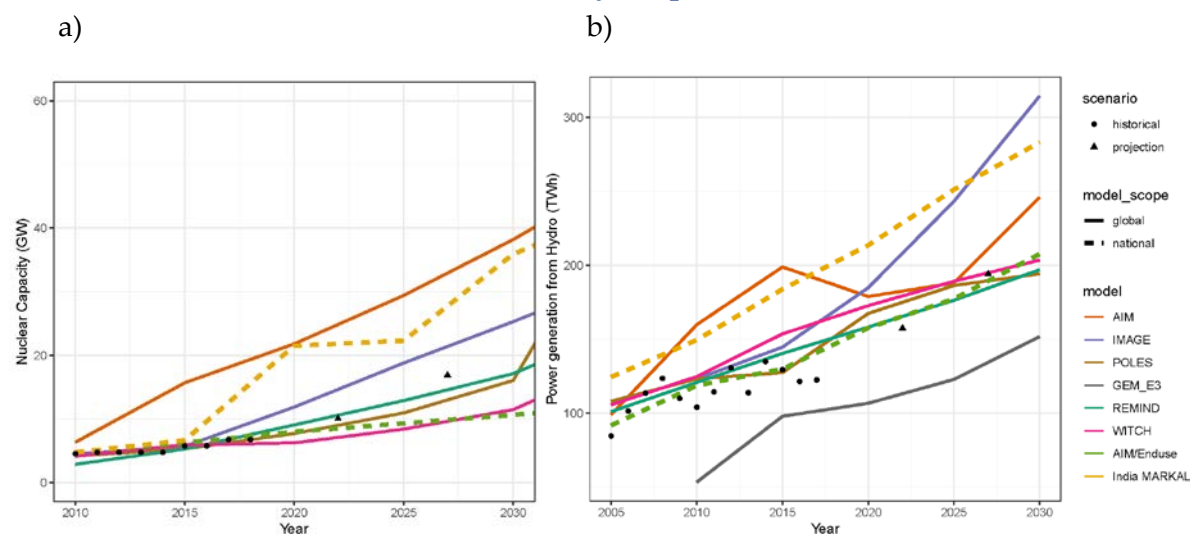 a)
b)
60
40
20
0
Nuclear Capacity (GW)
2010
2015
2020
2025
2030
Year
300
200
100
Power generation from Hydro (TWh)
2005
2010
2015
2020
2025
2030
Year
scenario
historical
projection
model_scope
global
national
model
AIM
IMAGE
POLES
GEM_E3
REMIND
WITCH
AIM/Enduse
India MARKAL